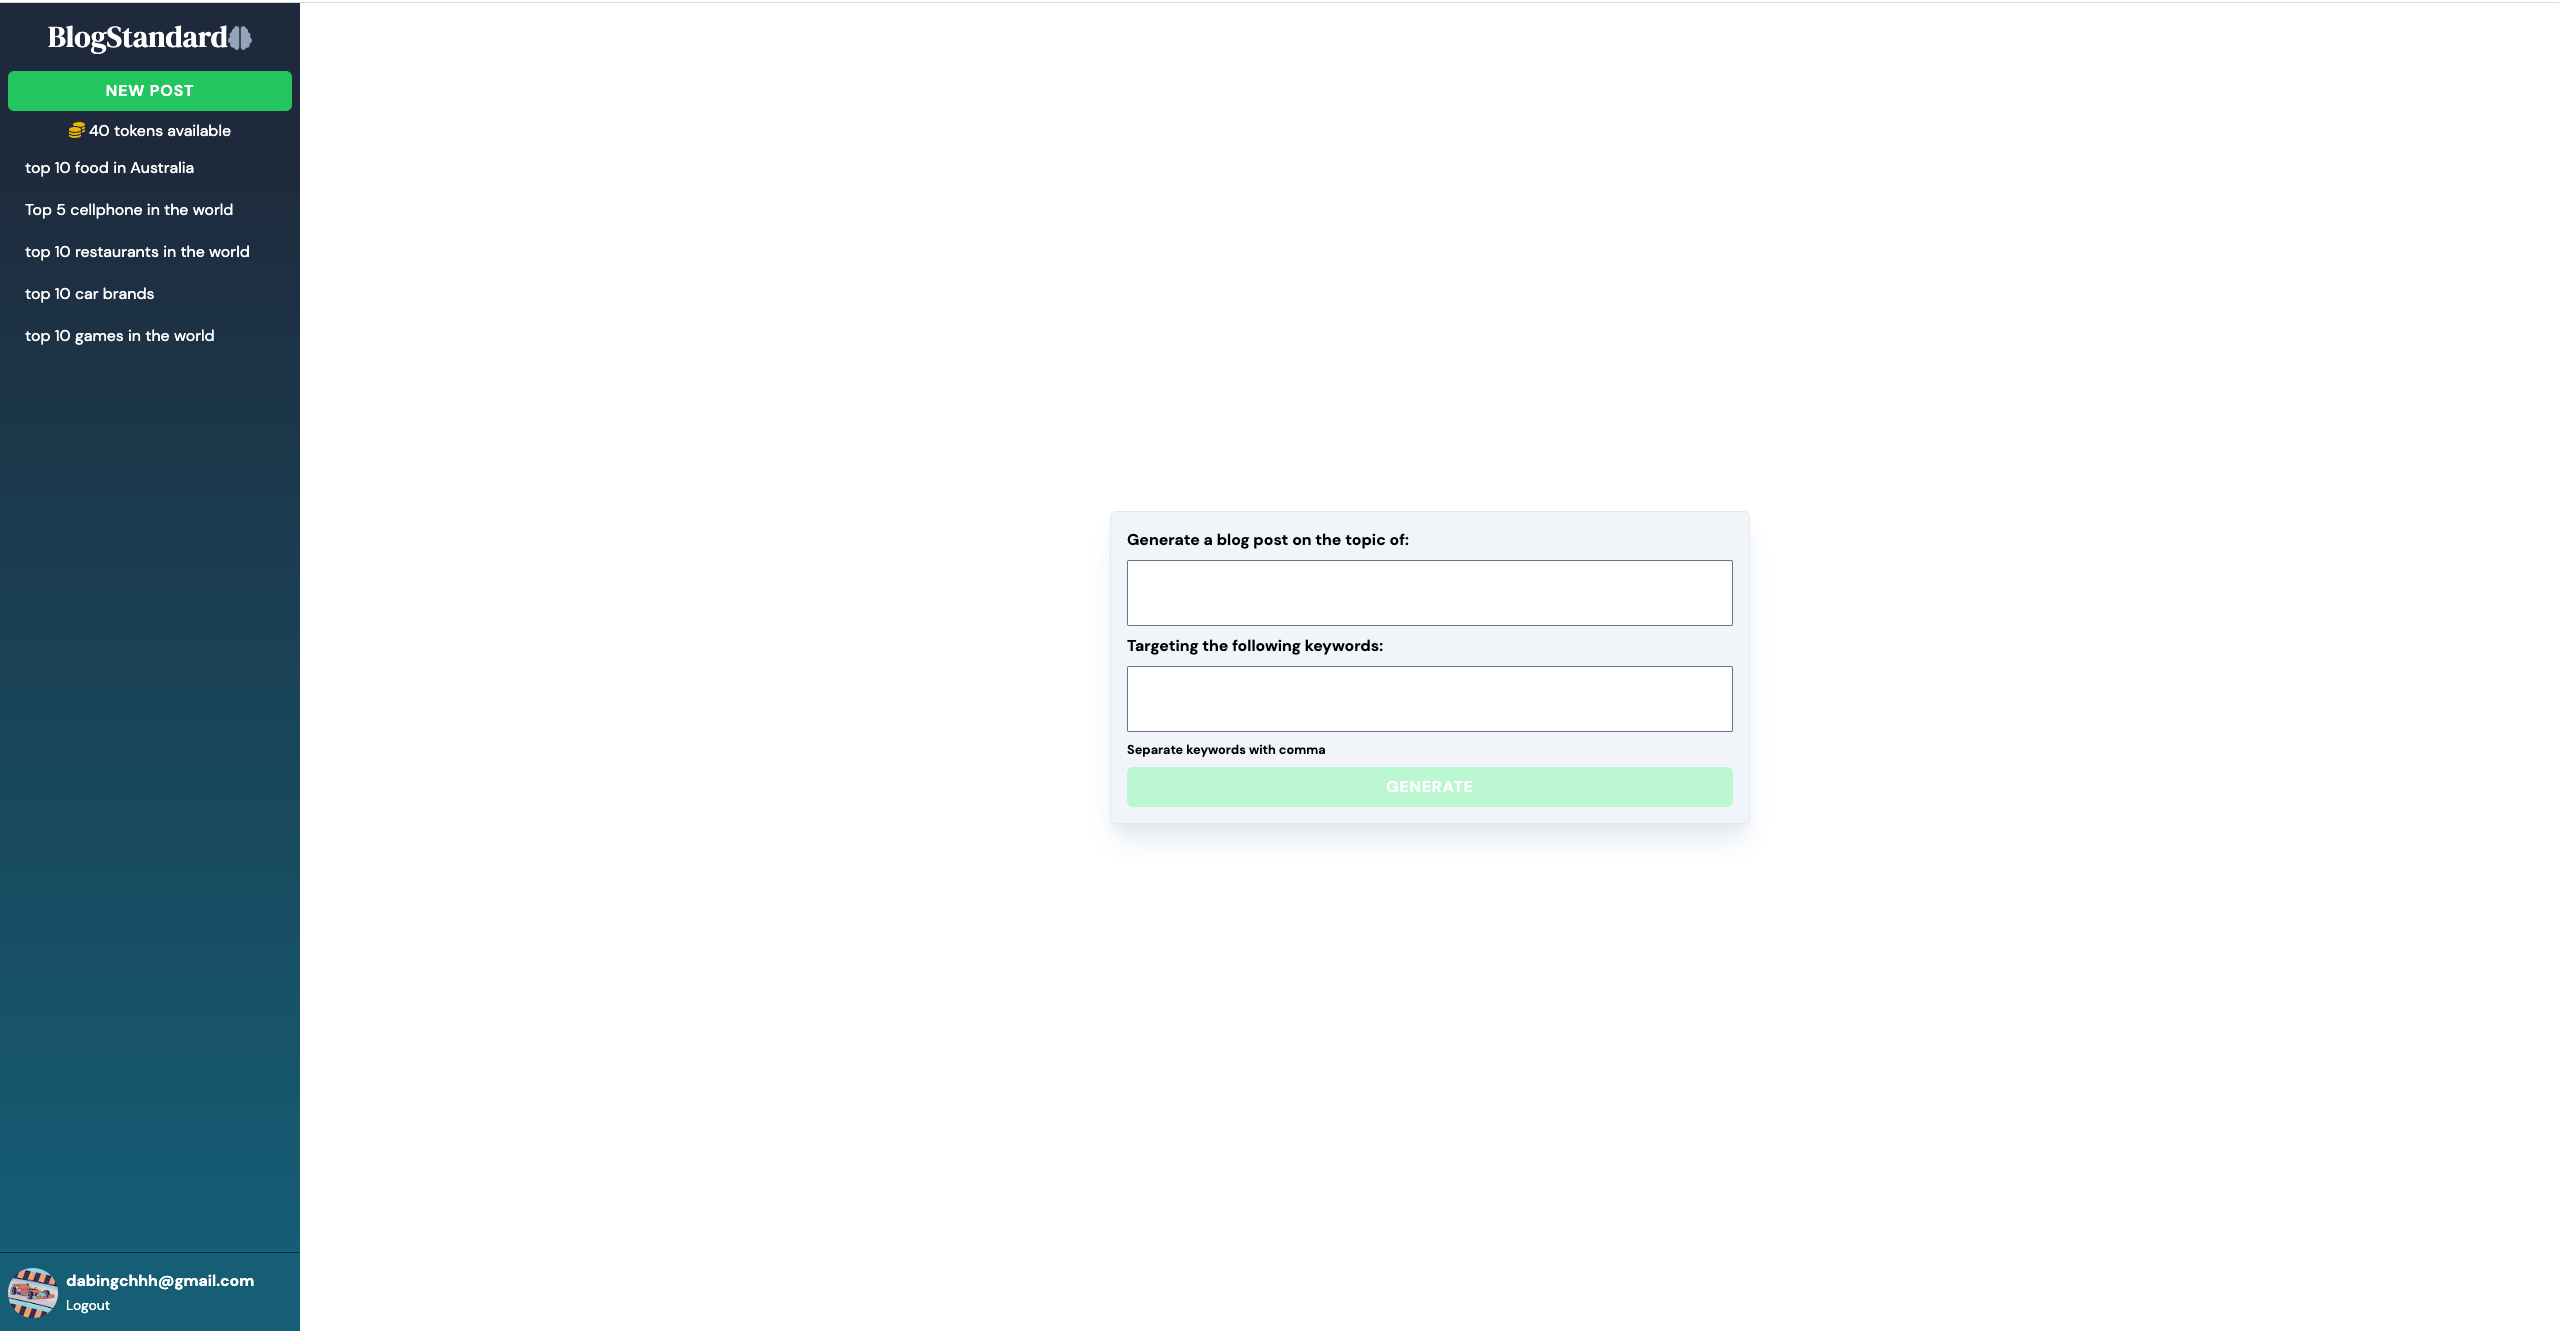 BlogStandard
NEW POST
40 tokens available
top 10 food in Australia
Top 5 cellphone in the world
top 10 restaurants in the world
top 10 car brands
top 10 games in the world
dabingchhh@gmail.com
Logout
Generate a blog post on the topic of:
Targeting the following keywords:
Separate keywords with comma
GENERATE